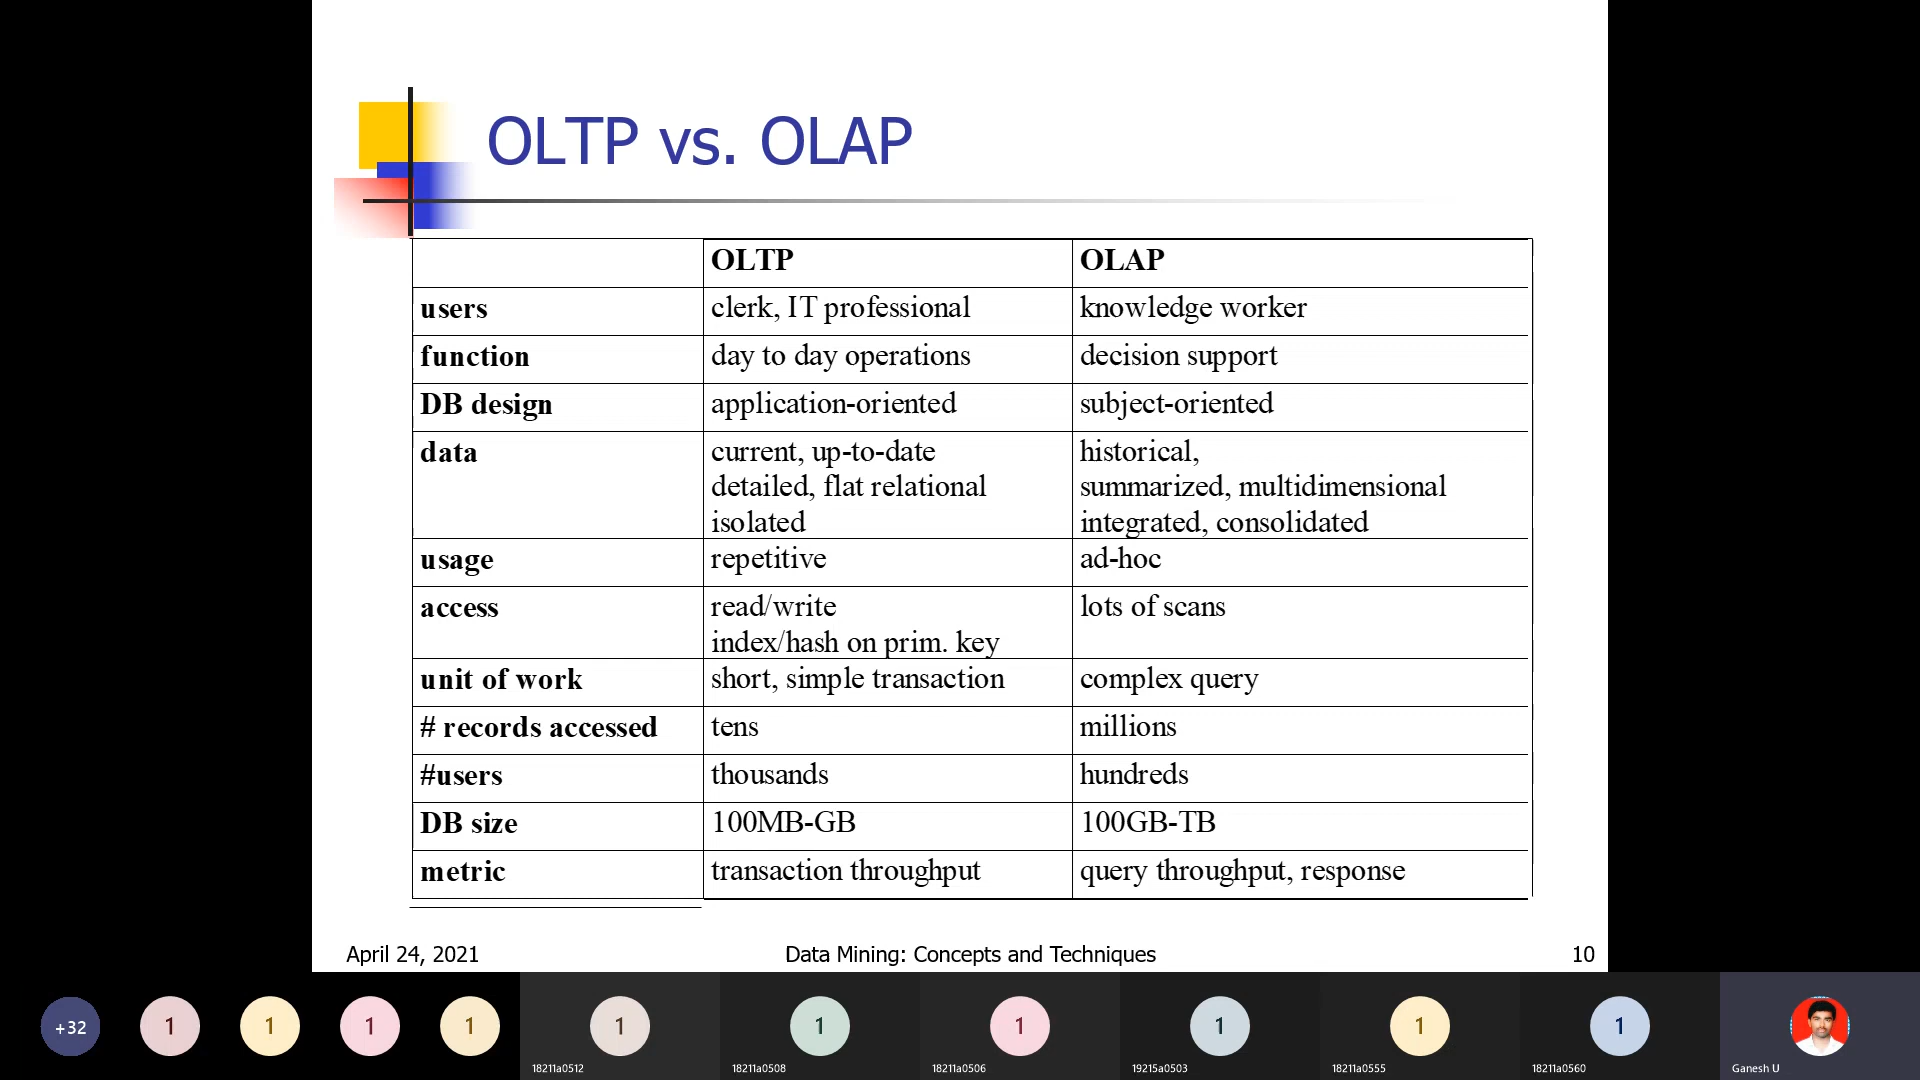 OLTP vs. OLAP
OLTP OLAP
users clerk, IT professional knowledge worker
function day to day operations decision support
DB design application-oriented subject-oriented
data current, up-to-date historical,
detailed, flat relational summarized, multidimensional
isolated integrated, consolidated
usage repetitive ad-hoc
access read/write lots of scans
index/hash on prim. key
unit of work short, simple transaction complex query
# records accessed tens millions
#users thousands hundreds
DB size 100MB-GB 100GB-TB
metric transaction throughput query throughput, response
April 24, 2021 Data Mining: Concepts and Techniques 10
+32 1 1 1 1 1 1 1 1 1 1
18211a0512 18211a0508 18211a0506 19215a0503 18211a0555 18211a0560 Ganesh U